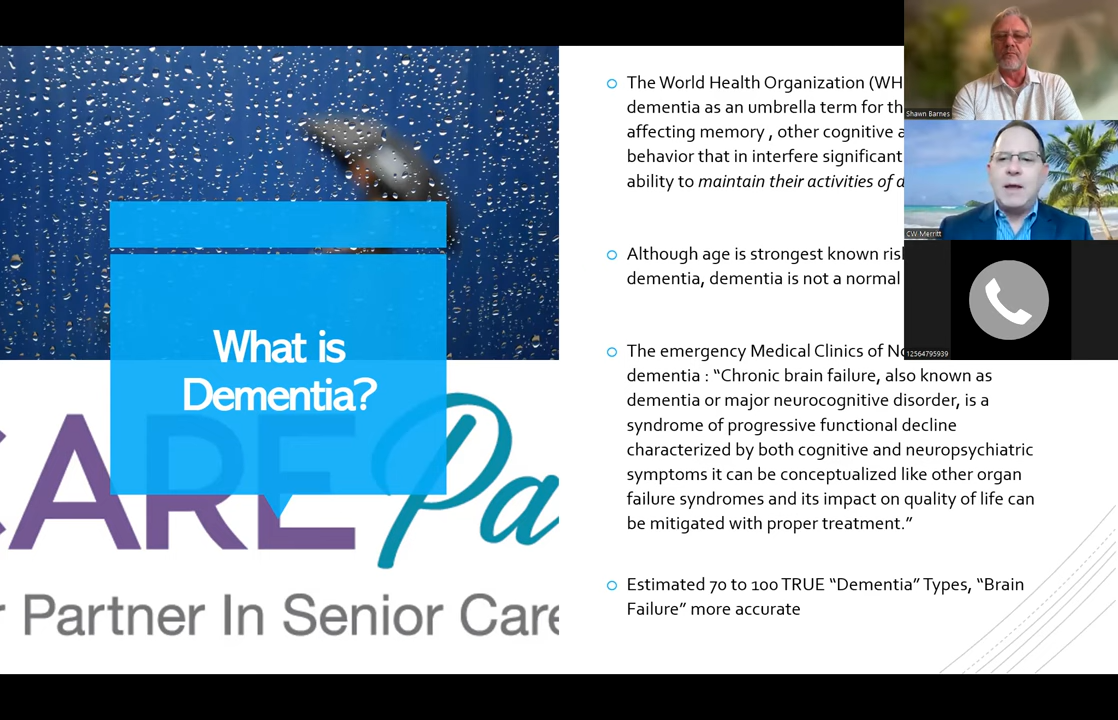 What is
Dementia?
CARE Pa
r Partner In Senior Care
The World Health Organization (WH
dementia as an umbrella term for th
affecting memory , other cognitive a
behavior that in interfere significant
ability to maintain their activities of d
Although age is strongest known risk
dementia, dementia is not a normal
The emergency Medical Clinics of No
dementia : “Chronic brain failure, also known as
dementia or major neurocognitive disorder, is a
syndrome of progressive functional decline
characterized by both cognitive and neuropsychiatric
symptoms it can be conceptualized like other organ
failure syndromes and its impact on quality of life can
be mitigated with proper treatment.”
Estimated 70 to 100 TRUE “Dementia” Types, “Brain
Failure” more accurate
Shawn Barnes
CW Merritt
12564795939